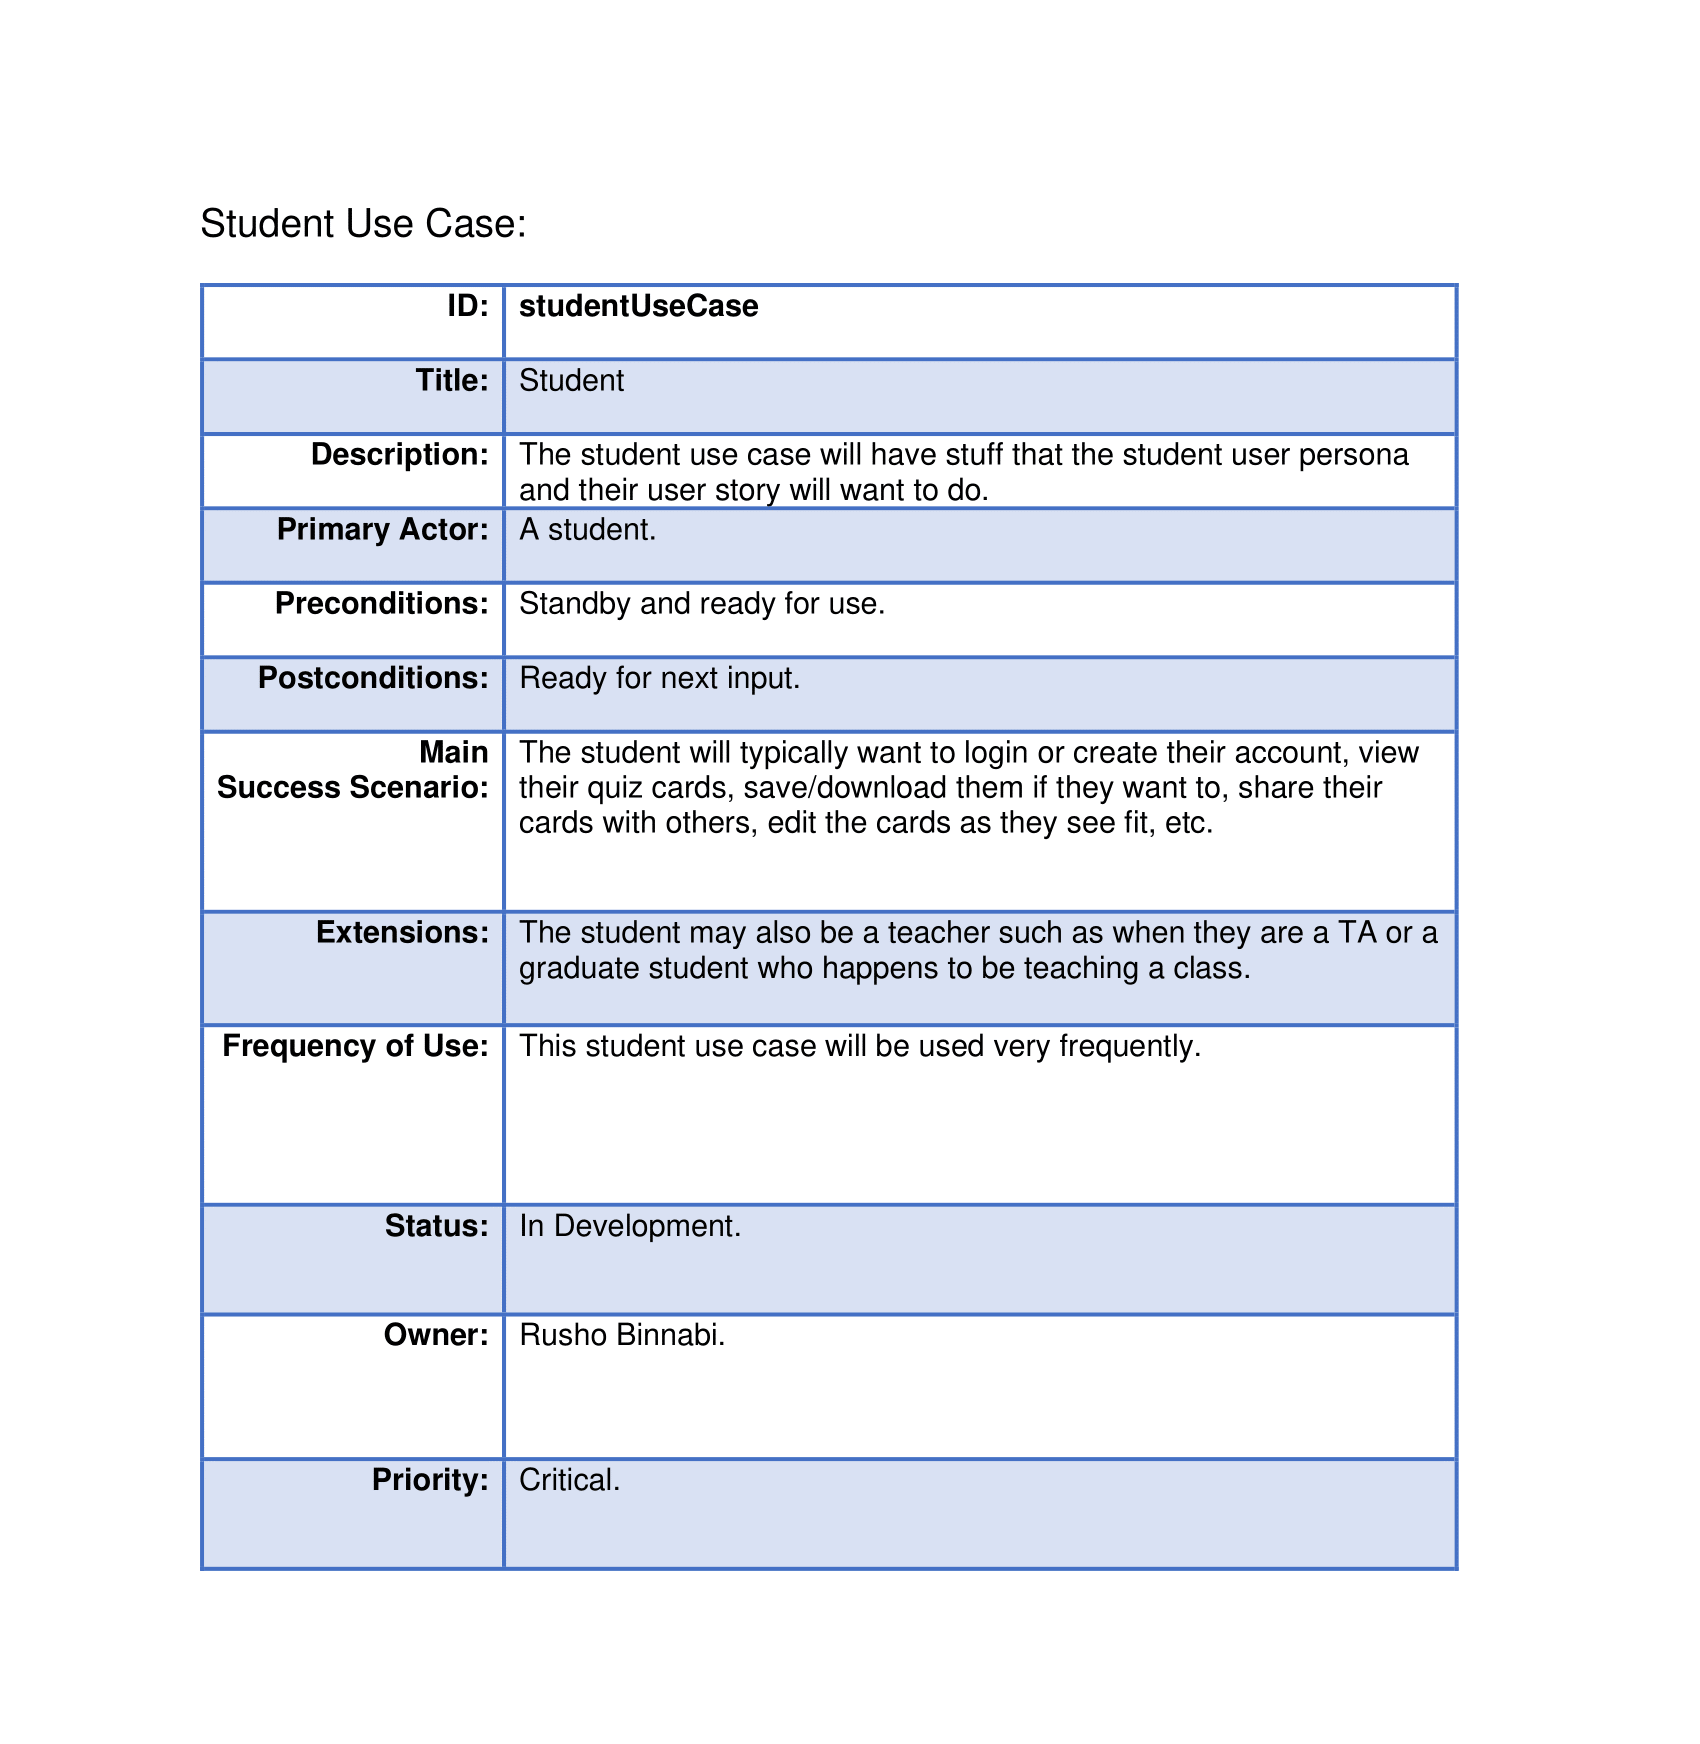 Student Use Case:
ID: studentUseCase
Title: Student
Description: The student use case will have stuff that the student user persona
and their user story will want to do.
Primary Actor: A student.
Preconditions: Standby and ready for use.
Postconditions: Ready for next input.
Main The student will typically want to login or create their account, view
Success Scenario: their quiz cards, save/download them if they want to, share their
cards with others, edit the cards as they see fit, etc.
Extensions: The student may also be a teacher such as when they are a TA or a
graduate student who happens to be teaching a class.
Frequency of Use: This student use case will be used very frequently.
Status: In Development.
Owner: Rusho Binnabi.
Priority: Critical.